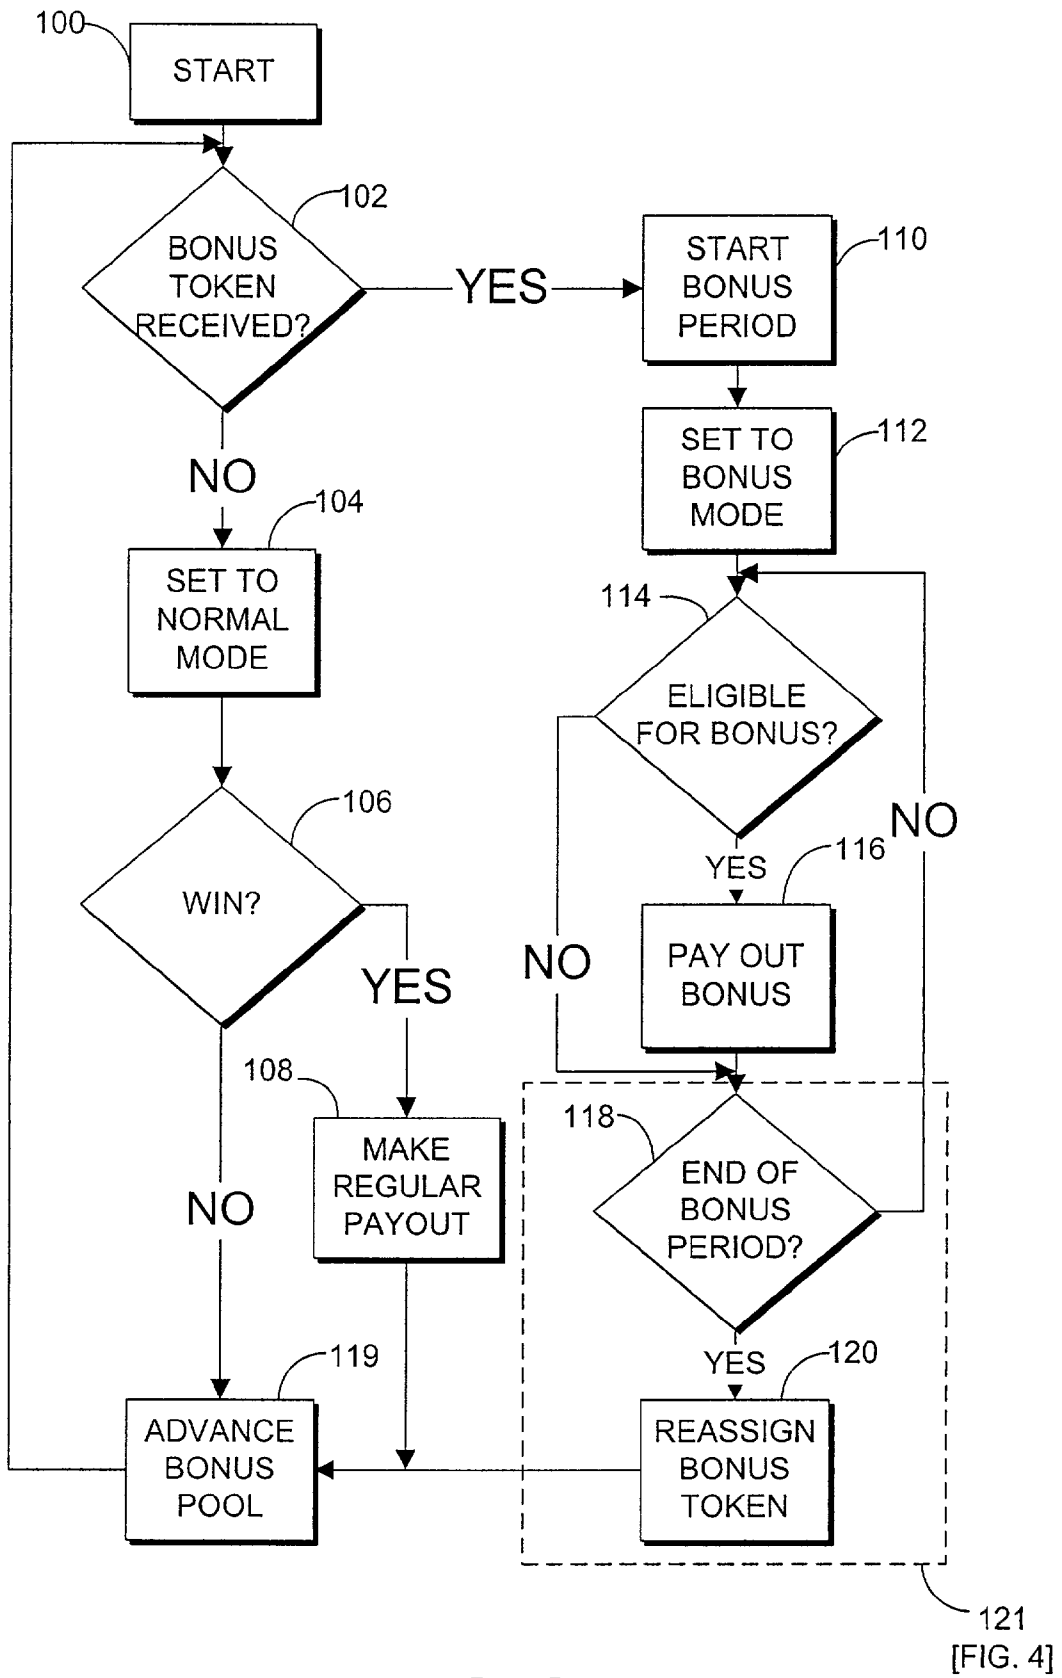 100
START
102
BONUS
TOKEN
RECEIVED?
YES
START
BONUS
PERIOD
110
NO
104
SET TO
NORMAL
MODE
SET TO
BONUS
MODE
112
114
ELIGIBLE
FOR BONUS?
106
WIN?
YES
NO
YES
116
NO
PAY OUT
BONUS
NO
108
MAKE
REGULAR
PAYOUT
118
END OF
BONUS
PERIOD?
NO
YES
120
119
ADVANCE
BONUS
POOL
REASSIGN
BONUS
TOKEN
121
[FIG. 4]